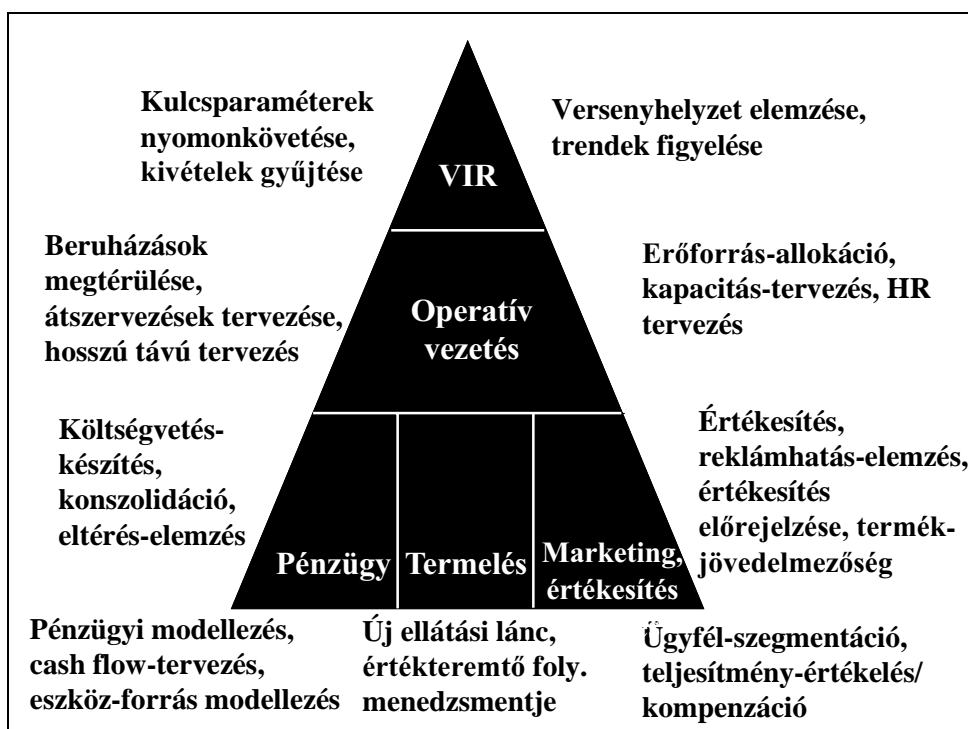 Kulcsparaméterek
nyomonkövetése,
kivételek gyűjtése
Versenyhelyzet elemzése,
trendek figyelése
VIR
Beruházások
megtérülése,
átszervezések tervezése,
hosszú távú tervezés
Operatív
vezetés
Erőforrás-allokáció,
kapacitás-tervezés, HR
tervezés
Költségvetés-
készítés,
konszolidáció,
eltérés-elemzés
Értékesítés,
reklámhatás-elemzés,
értékesítés
előrejelzése, termék-
jövedelmezőség
Pénzügy
Termelés
Marketing,
értékesítés
Pénzügyi modellezés,
cash flow-tervezés,
eszköz-forrás modellezés
Új ellátási lánc,
értékteremtő foly.
menedzsmentje
Ügyfél-szegmentáció,
teljesítmény-értékelés/
kompenzáció